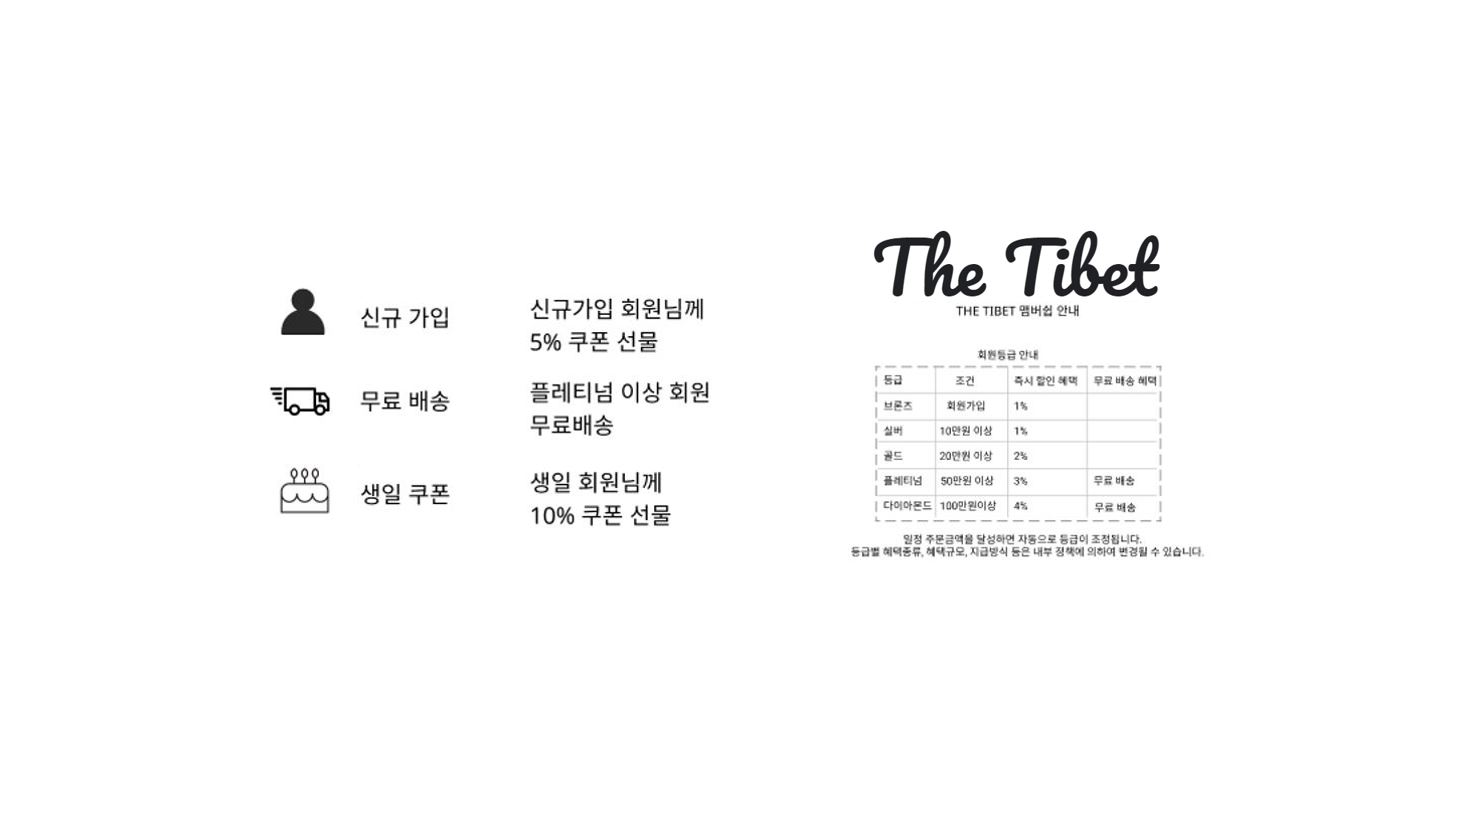 신규 가입
신규가입 회원님께
5% 쿠폰 선물
무료 배송
플레티넘 이상 회원
무료배송
생일 쿠폰
생일 회원님께
10% 쿠폰 선물
The Tibet
THE TIBET 맴버쉽 안내
회원등급 안내
등급 조건 즉시 할인 혜택 무료 배송 혜택
브론즈 회원가입 1%
실버 10만원 이상 1%
골드 20만원 이상 2%
플레티넘 50만원 이상 3% 무료 배송
다이아몬드 100만원이상 4% 무료 배송
일정 주문금액을 달성하면 자동으로 등급이 조정됩니다.
등급별 혜택종류, 혜택규모, 지급방식 등은 내부 정책에 의하여 변경될 수 있습니다.